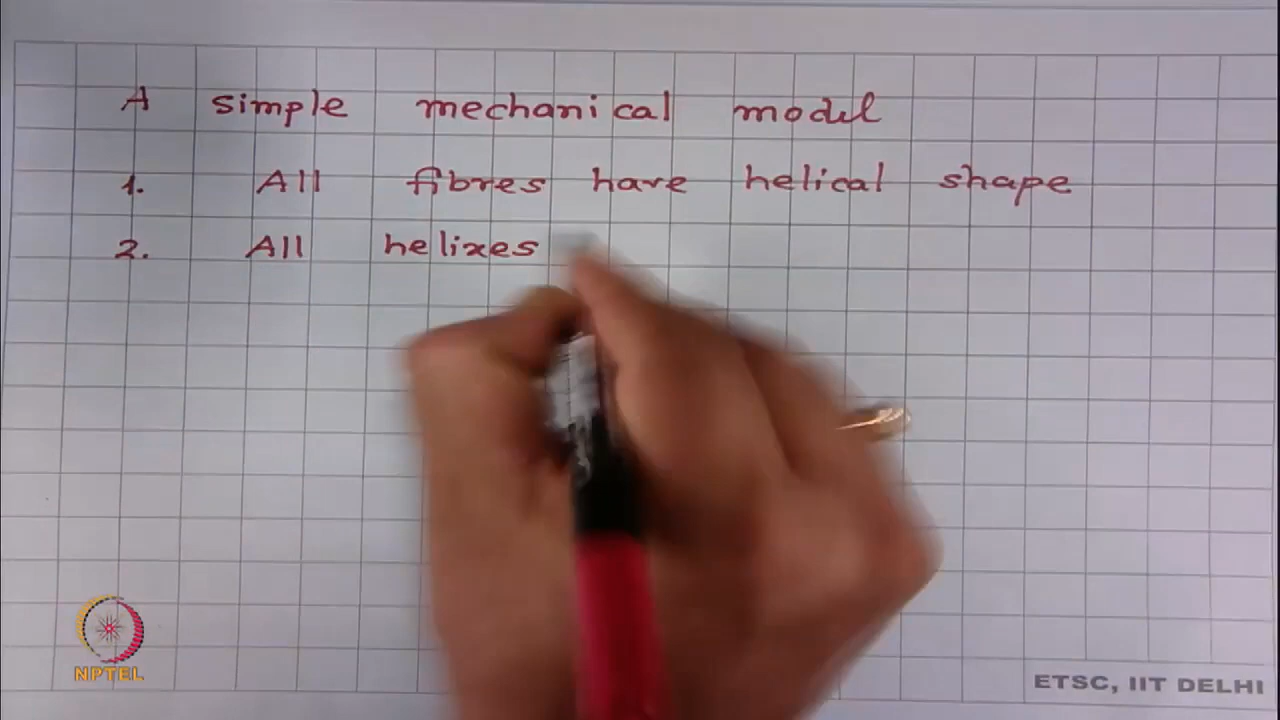 A simple mechanical model
1. All fibres have helical shape
2. All helixes
NPTEL
ETSC, IIT DELHI